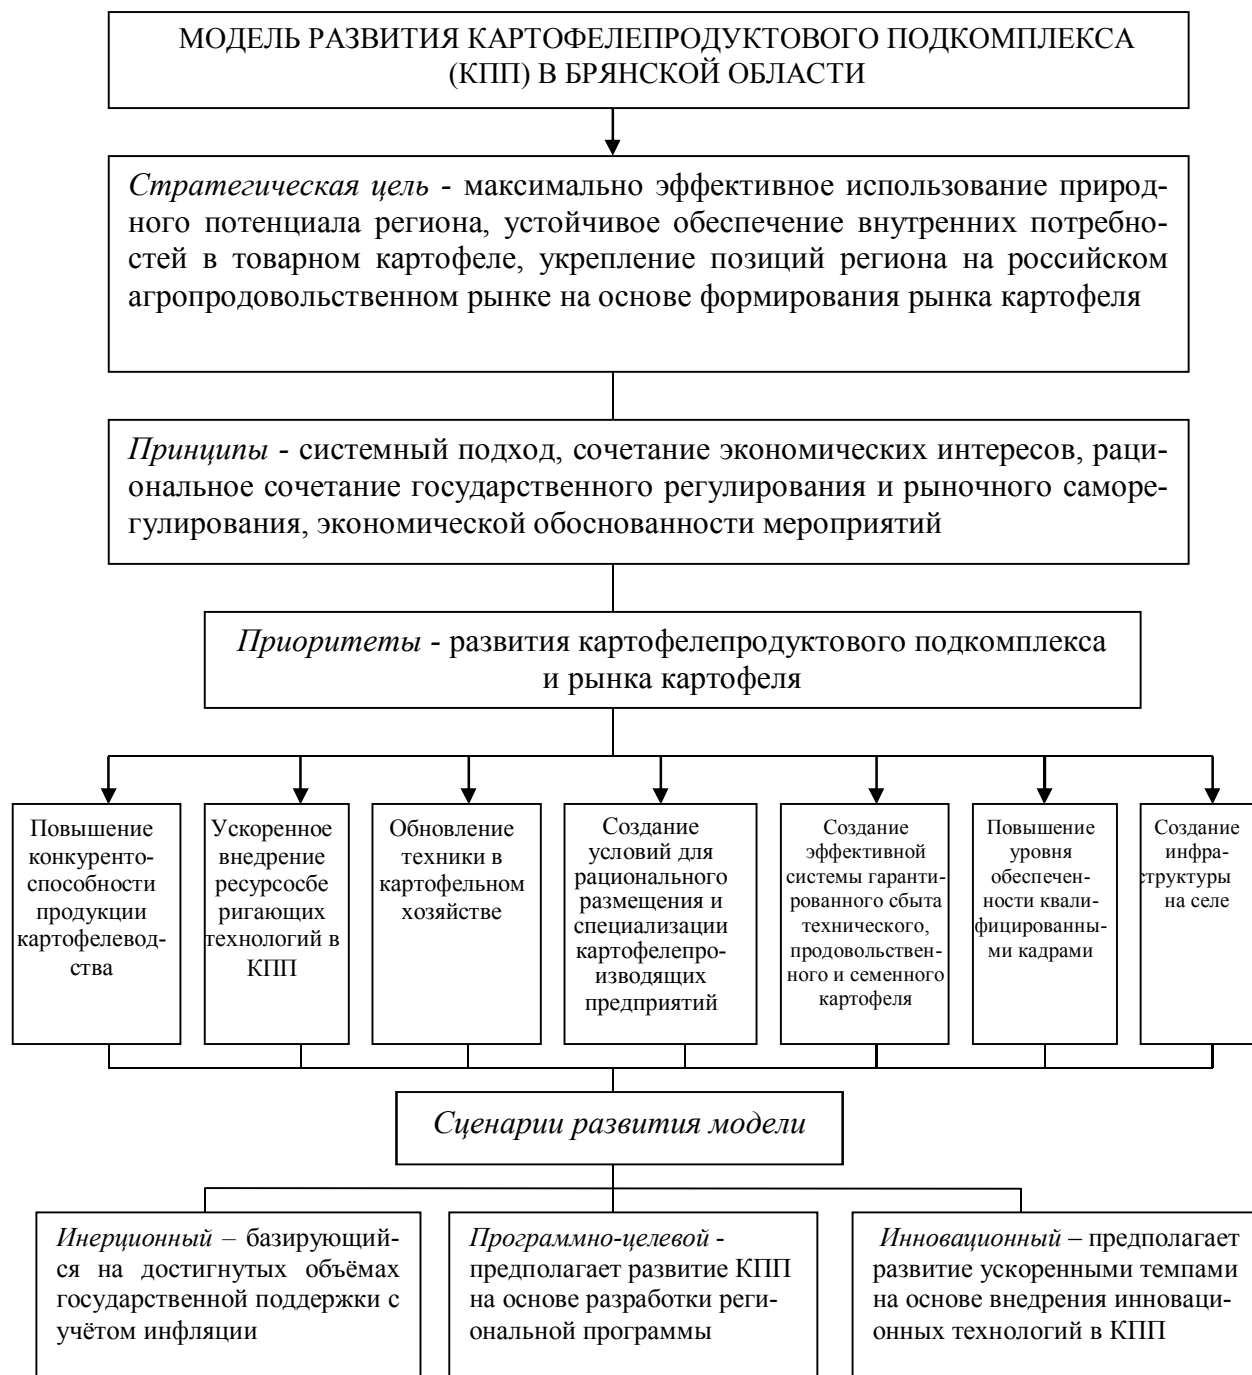 МОДЕЛЬ РАЗВИТИЯ КАРТОФЕЛЕПРОДУКТОВОГО ПОДКОМПЛЕКСА
(КПП) В БРЯНСКОЙ ОБЛАСТИ
Стратегическая цель - максимально эффективное использование природ-
ного потенциала региона, устойчивое обеспечение внутренних потребно-
стей в товарном картофеле, укрепление позиций региона на российском
агропродовольственном рынке на основе формирования рынка картофеля
Принципы - системный подход, сочетание экономических интересов, раци-
ональное сочетание государственного регулирования и рыночного саморе-
гулирования, экономической обоснованности мероприятий
Приоритеты - развития картофелепродуктового подкомплекса
и рынка картофеля
Повышение
конкуренто-
способности
продукции
картофелевод-
ства
Ускоренное
внедрение
ресурсосбе
ригающих
технологий в
КПП
Обновление
техники в
картофельном
хозяйстве
Создание
условий для
рационального
размещения и
специализации
картофелепро-
изводящих
предприятий
Создание
эффективной
системы гаранти-
рованного сбыта
технического,
продовольствен-
ного и семенного
картофеля
Повышение
уровня
обеспечен-
ности квали-
фицированны-
ми кадрами
Создание
инфра-
структуры
на селе
Сценарии развития модели
Инерционный – базирующий-
ся на достигнутых объёмах
государственной поддержки с
учётом инфляции
Программно-целевой -
предполагает развитие КПП
на основе разработки реги-
ональной программы
Инновационный – предполагает
развитие ускоренными темпами
на основе внедрения инноваци-
онных технологий в КПП